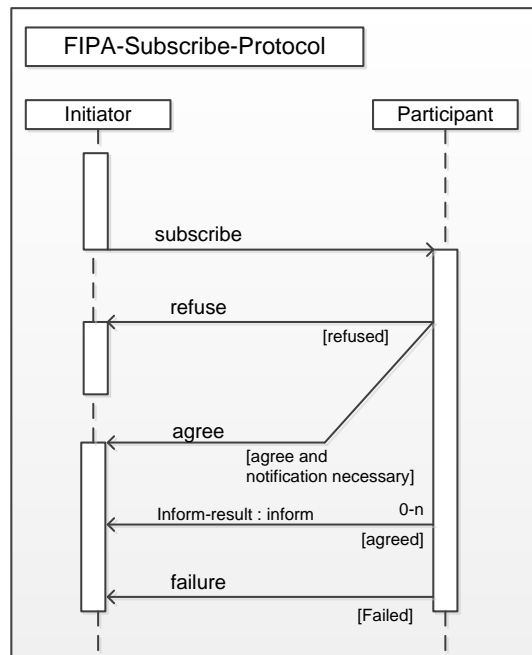 FIPA-Subscribe-Protocol
Initiator
Participant
subscribe
refuse
[refused]
agree
[agree and
notification necessary]
Inform-result : inform
0-n
[agreed]
failure
[Failed]